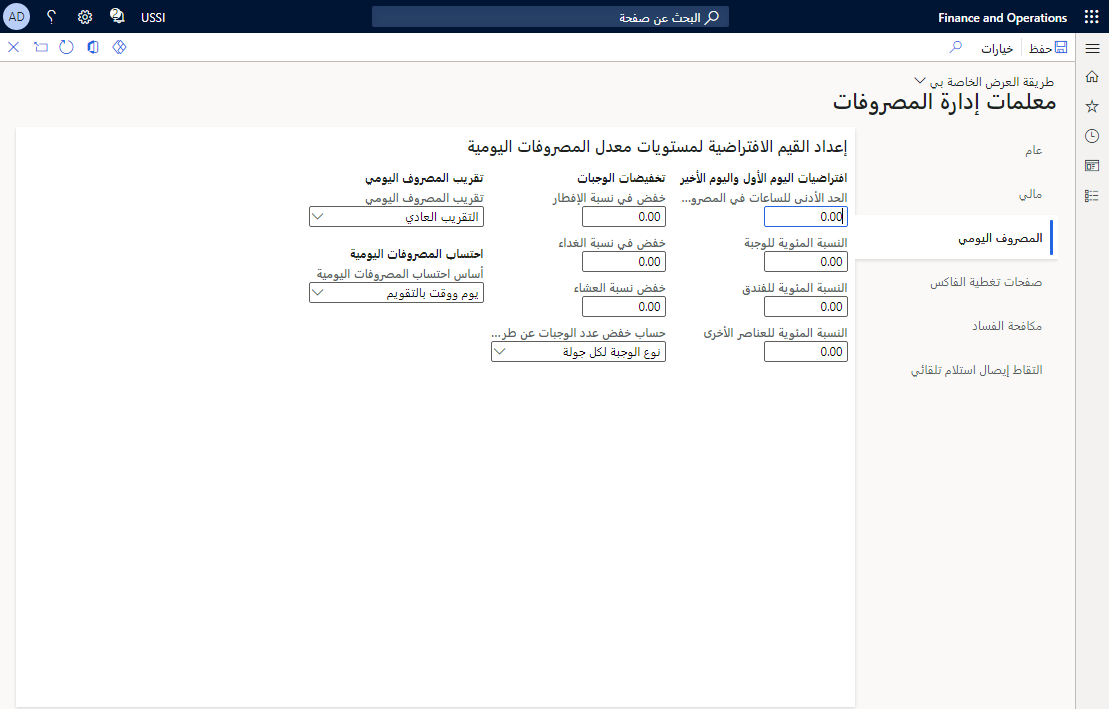 Finance and Operations
البحث عن صفحة
USSI
2
AD
حفظ
خيارات
طريقة العرض الخاصة بي
معلمات إدارة المصروفات
عام
مالي
المصروف اليومي
صفحات تغطية الفاكس
مكافحة الفساد
التقاط إيصال استلام تلقائي
إعداد القيم الافتراضية لمستويات معدل المصروفات اليومية
افتراضيات اليوم الأول واليوم الأخير
الحد الأدنى للساعات في المصرو...
0.00
النسبة المئوية للوجبة
0.00
النسبة المئوية للفندق
0.00
النسبة المئوية للعناصر الأخرى
0.00
تخفيضات الوجبات
خفض في نسبة الإفطار
0.00
خفض في نسبة الغداء
0.00
خفض نسبة العشاء
0.00
حساب خفض عدد الوجبات عن طر...
نوع الوجبة لكل جولة
تقريب المصروف اليومي
تقريب المصروف اليومي
التقريب العادي
احتساب المصروفات اليومية
أساس احتساب المصروفات اليومية
يوم ووقت بالتقويم